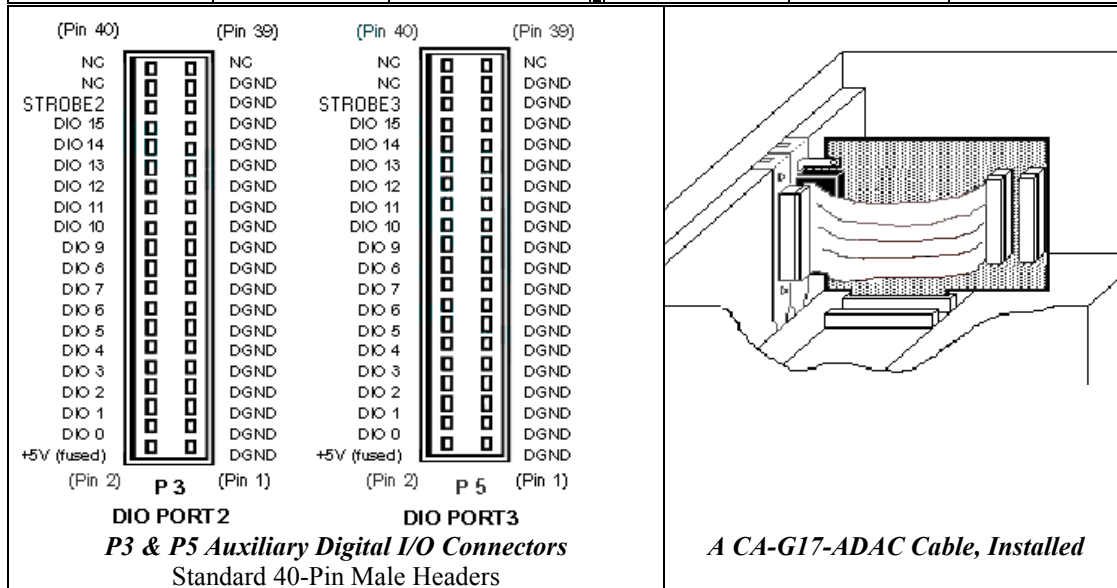 (Pin 40) (Pin 39) (Pin 40) (Pin 39)
NC NC NC NC
NC DGND NC DGND
STROBE2 DGND STROBE3 DGND
DIO 15 DGND DIO 15 DGND
DIO 14 DGND DIO 14 DGND
DIO 13 DGND DIO 13 DGND
DIO 12 DGND DIO 12 DGND
DIO 11 DGND DIO 11 DGND
DIO 10 DGND DIO 10 DGND
DIO 9 DGND DIO 9 DGND
DIO 8 DGND DIO 8 DGND
DIO 7 DGND DIO 7 DGND
DIO 6 DGND DIO 6 DGND
DIO 5 DGND DIO 5 DGND
DIO 4 DGND DIO 4 DGND
DIO 3 DGND DIO 3 DGND
DIO 2 DGND DIO 2 DGND
DIO 1 DGND DIO 1 DGND
DIO 0 DGND DIO 0 DGND
+5V (fused) DGND +5V (fused) DGND
(Pin 2) P 3 (Pin 1) (Pin 2) P 5 (Pin 1)
DIO PORT 2 DIO PORT3
P3 & P5 Auxiliary Digital I/O Connectors
Standard 40-Pin Male Headers
A CA-G17-ADAC Cable, Installed